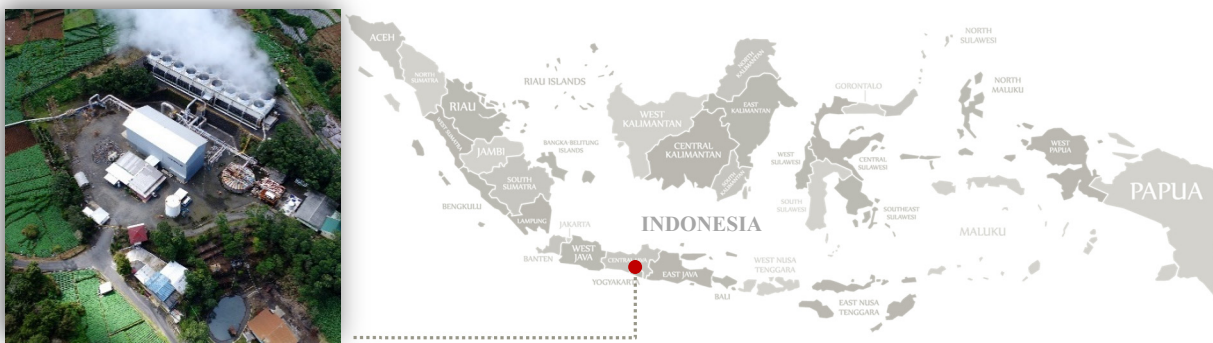 ACEH
NORTH
SUMATRA
RIAU ISLANDS
RIAU
WEST SUMATRA
JAMBI
BANGKA-BELITUNG
ISLANDS
SOUTH
SUMATRA
BENGKULU
LAMPUNG
JAKARTA
BANTEN
WEST
JAVA
CENTRAL
YOGYAKARTA
EAST JAVA
BALI
INDONESIA
WEST
KALIMANTAN
CENTRAL
KALIMANTAN
SOUTH
KALIMANTAN
EAST
KALIMANTAN
NORTH
KALIMANTAN
GORONTALO
NORTH
SULAWESI
WEST
SULAWESI
CENTRAL
SULAWESI
SOUTH
SULAWESI
SOUTHEAST
SULAWESI
WEST NUSA
TENGGARA
EAST NUSA
TENGGARA
NORTH
MALUKU
MALUKU
WEST
PAPUA
PAPUA